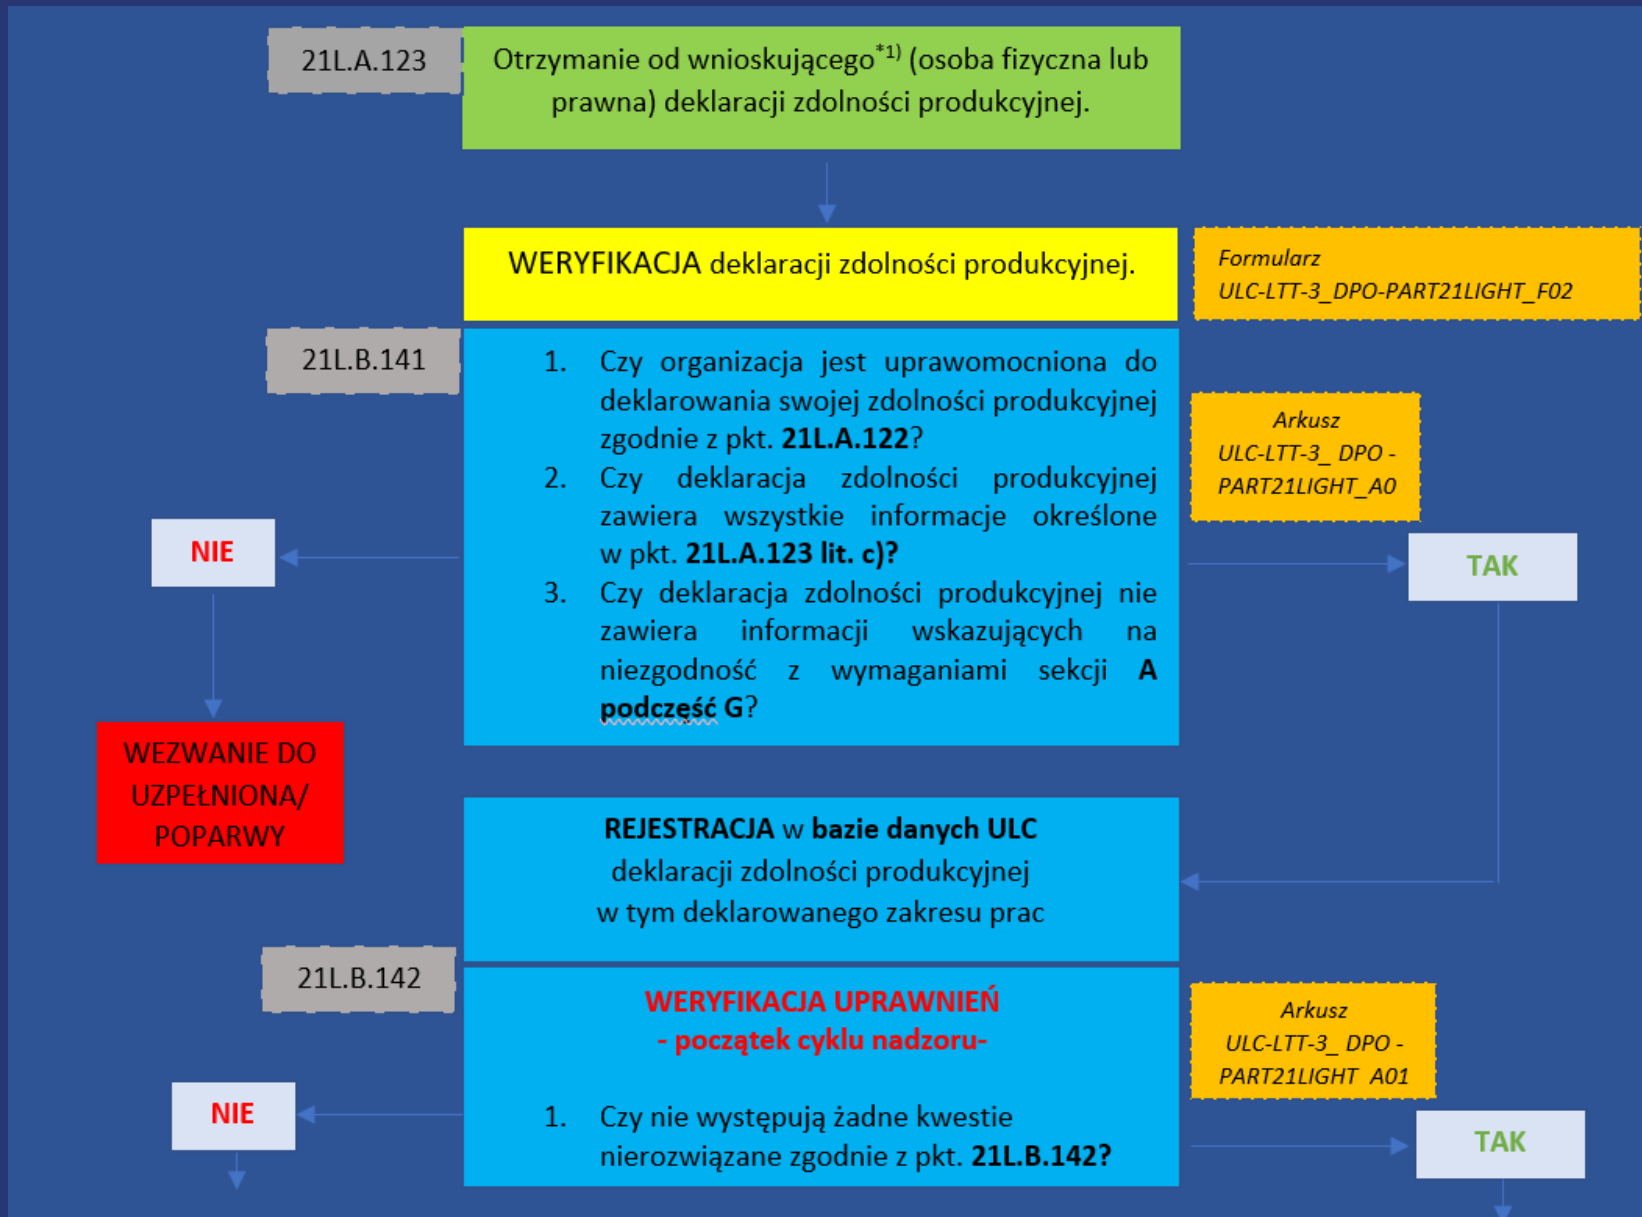 21L.A.123
Otrzymanie od wnioskującego*1) (osoba fizyczna lub
prawna) deklaracji zdolności produkcyjnej.
WERYFIKACJA deklaracji zdolności produkcyjnej.
Formularz
ULC-LTT-3_DPO-PART21LIGHT_F02
21L.B.141
1. Czy organizacja jest uprawomocniona do
deklarowania swojej zdolności produkcyjnej
zgodnie z pkt. 21L.A.122?
2. Czy deklaracja zdolności produkcyjnej
zawiera wszystkie informacje określone
w pkt. 21L.A.123 lit. c)?
3. Czy deklaracja zdolności produkcyjnej nie
zawiera informacji wskazujących na
niezgodność z wymaganiami sekcji A
podczęść G?
Arkusz
ULC-LTT-3_ DPO -
PART21LIGHT_A0
NIE
TAK
WEZWANIE DO
UZPEŁNIONA/
POPARWY
REJESTRACJA w bazie danych ULC
deklaracji zdolności produkcyjnej
w tym deklarowanego zakresu prac
21L.B.142
WERYFIKACJA UPRAWNIEŃ
- początek cyklu nadzoru-
1. Czy nie występują żadne kwestie
nierozwiązane zgodnie z pkt. 21L.B.142?
Arkusz
ULC-LTT-3_ DPO -
PART21LIGHT A01
NIE
TAK